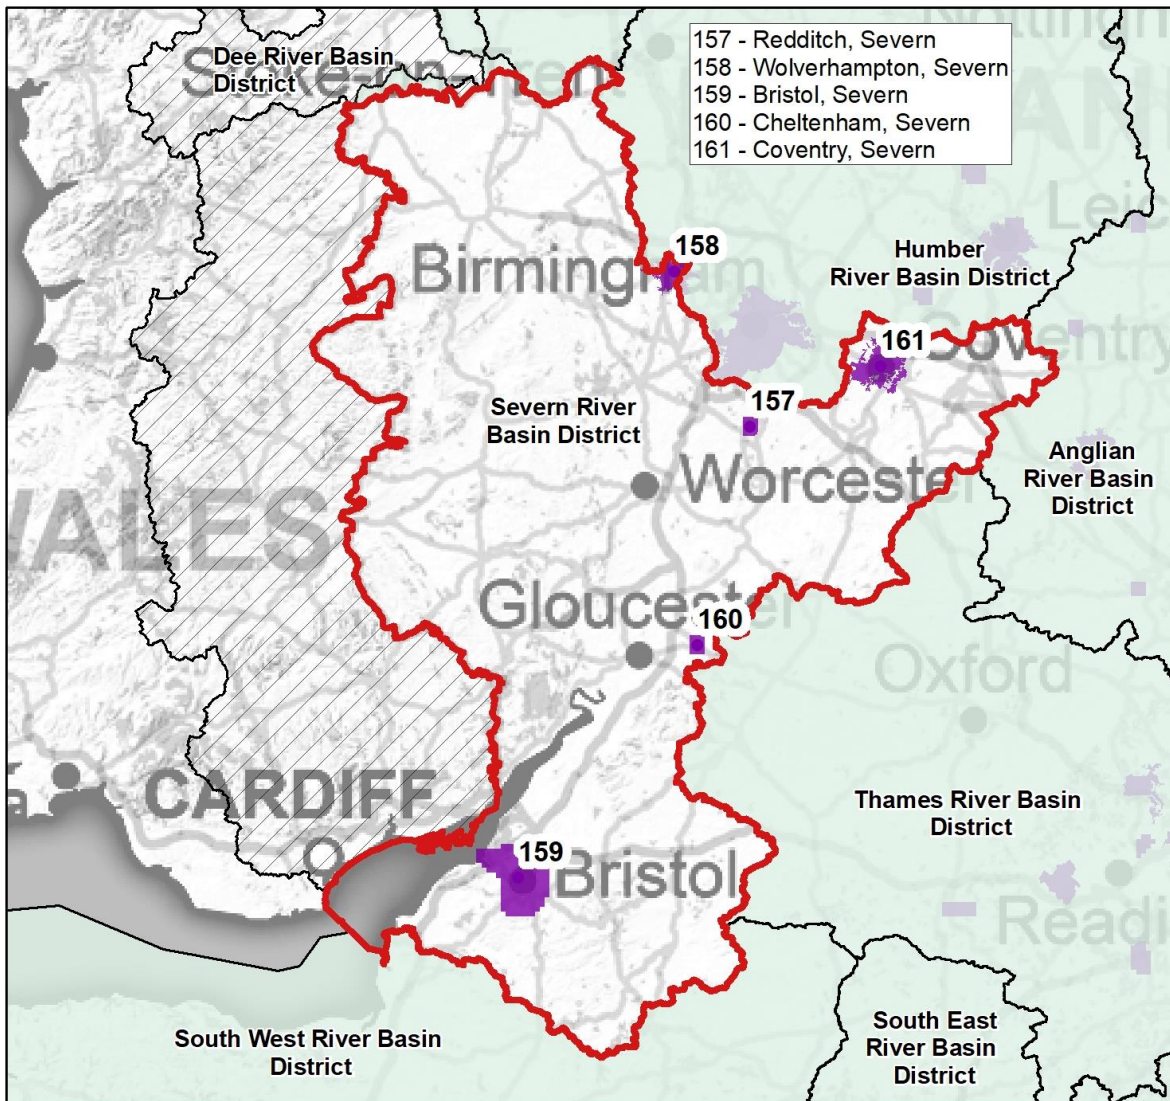 157 - Redditch, Severn
158 - Wolverhampton, Severn
159 - Bristol, Severn
160 - Cheltenham, Severn
161 - Coventry, Severn
Dee River Basin
District
158
Birmingham
Humber
River Basin District
161
Coventry
157
Severn River
Basin District
Anglian
River Basin
District
Worcester
WALES
Gloucester
160
Oxford
CARDIFF
Thames River Basin
District
159
Bristol
South West River Basin
District
South East
River Basin
District